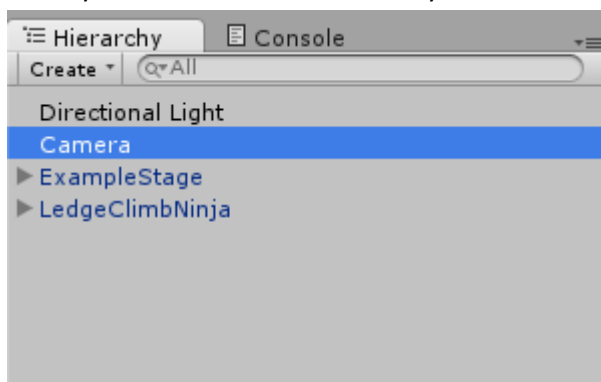 Hierarchy Console
Create All
Directional Light
Camera
ExampleStage
LedgeClimbNinja